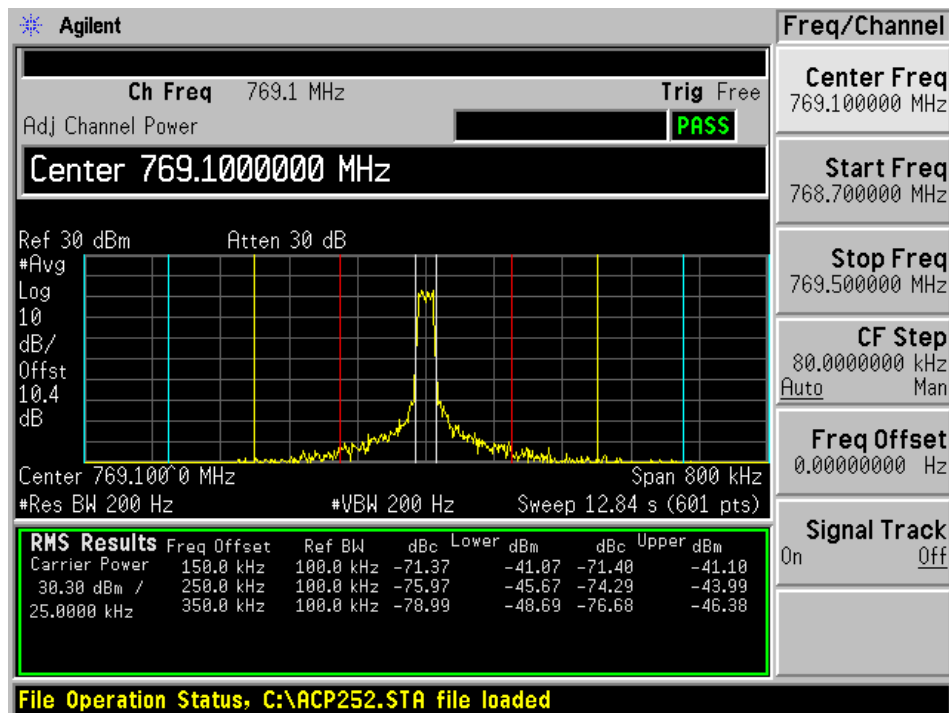 Agilent
Freq/Channel
Ch Freq 769.1 MHz Trig Free
Adj Channel Power PASS
Center 769.1000000 MHz
Ref 30 dBm Atten 30 dB
#Avg
Log
10
dB/
Offst
10.4
dB
Center 769.100^0 MHz Span 800 kHz
#Res BW 200 Hz #VBW 200 Hz Sweep 12.84 s (601 pts)
RMS Results Freq Offset Ref BW dBc Lower dBm dBc Upper dBm
Carrier Power 150.0 kHz 100.0 kHz -71.37 -41.07 -71.40 -41.10
30.30 dBm / 250.0 kHz 100.0 kHz -75.97 -45.67 -74.29 -43.99
25.0000 kHz 350.0 kHz 100.0 kHz -78.99 -48.69 -76.68 -46.38
File Operation Status, C:\ACP252.STA file loaded
Center Freq
769.100000 MHz
Start Freq
768.700000 MHz
Stop Freq
769.500000 MHz
CF Step
80.0000000 kHz
Auto Man
Freq Offset
0.00000000 Hz
Signal Track
On Off